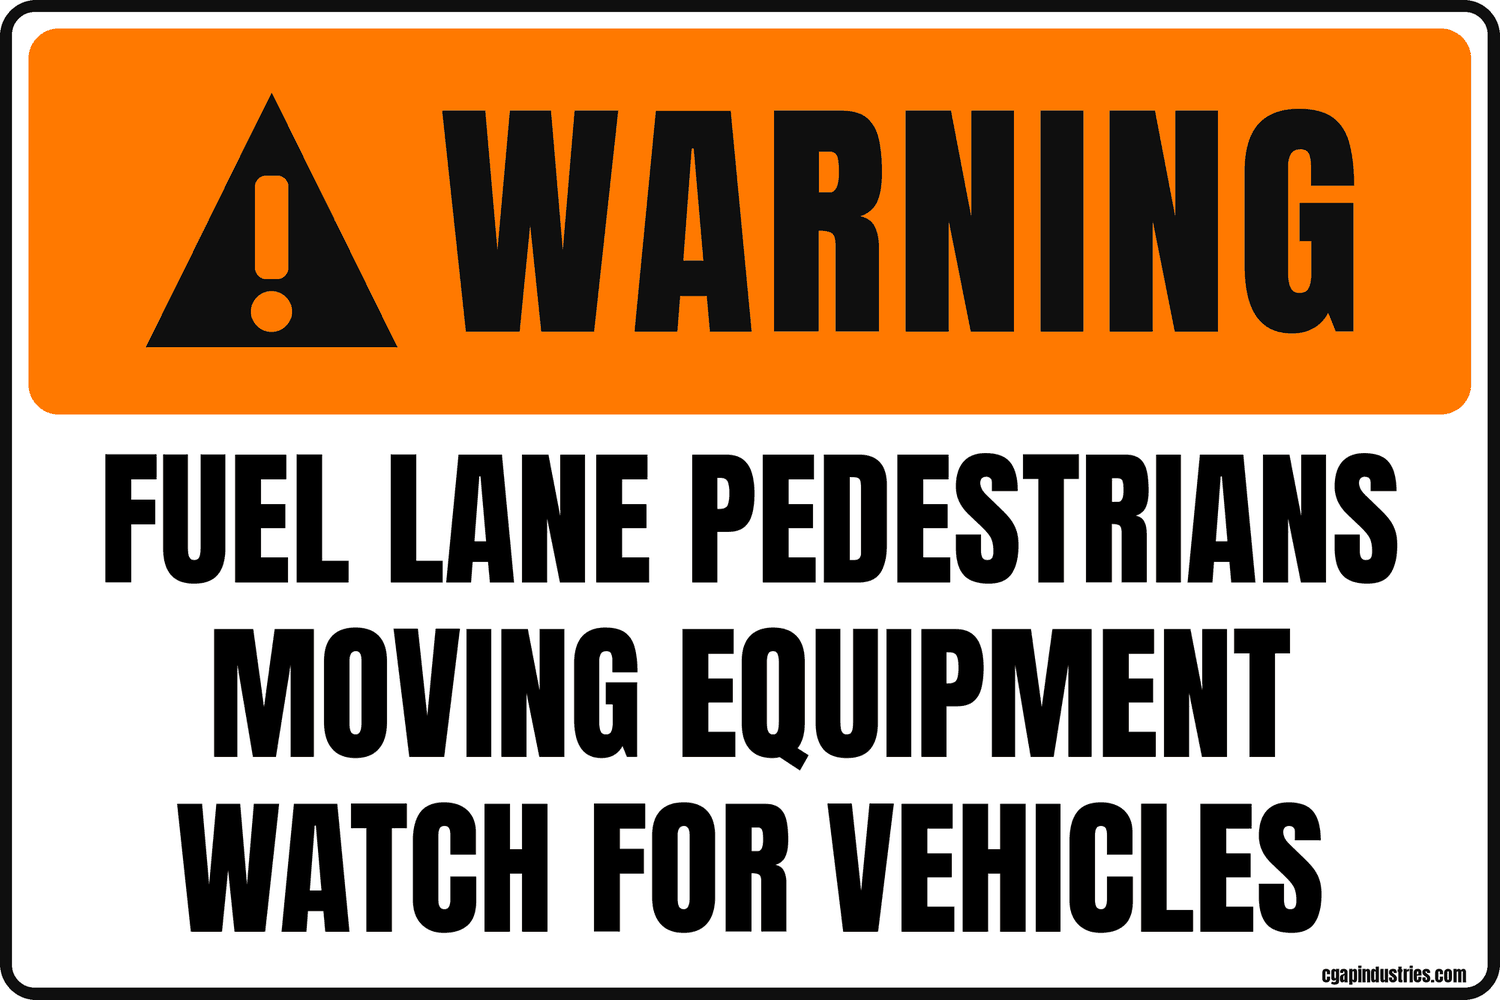 WARNING
FUEL LANE PEDESTRIANS
MOVING EQUIPMENT
WATCH FOR VEHICLES
cgapindustries.com